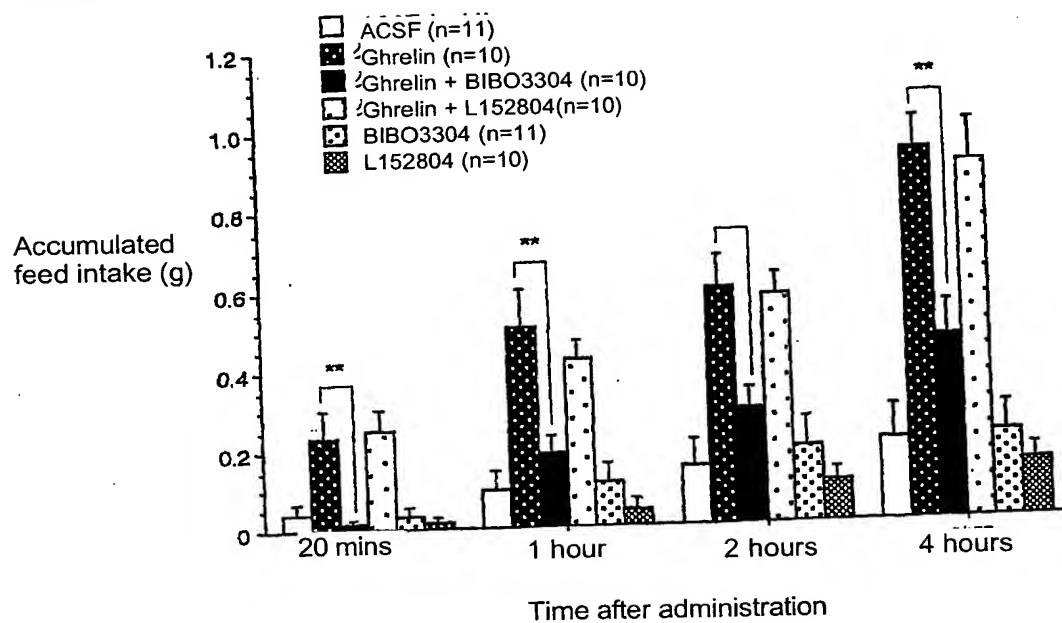 ACSF (n=11)
Ghrelin (n=10)
Ghrelin + BIBO3304 (n=10)
Ghrelin + L152804(n=10)
BIBO3304 (n=11)
L152804 (n=10)
1.2
1.0
0.8
0.6
0.4
0.2
0
Accumulated
feed intake (g)
**
**
**
20 mins
1 hour
2 hours
4 hours
Time after administration